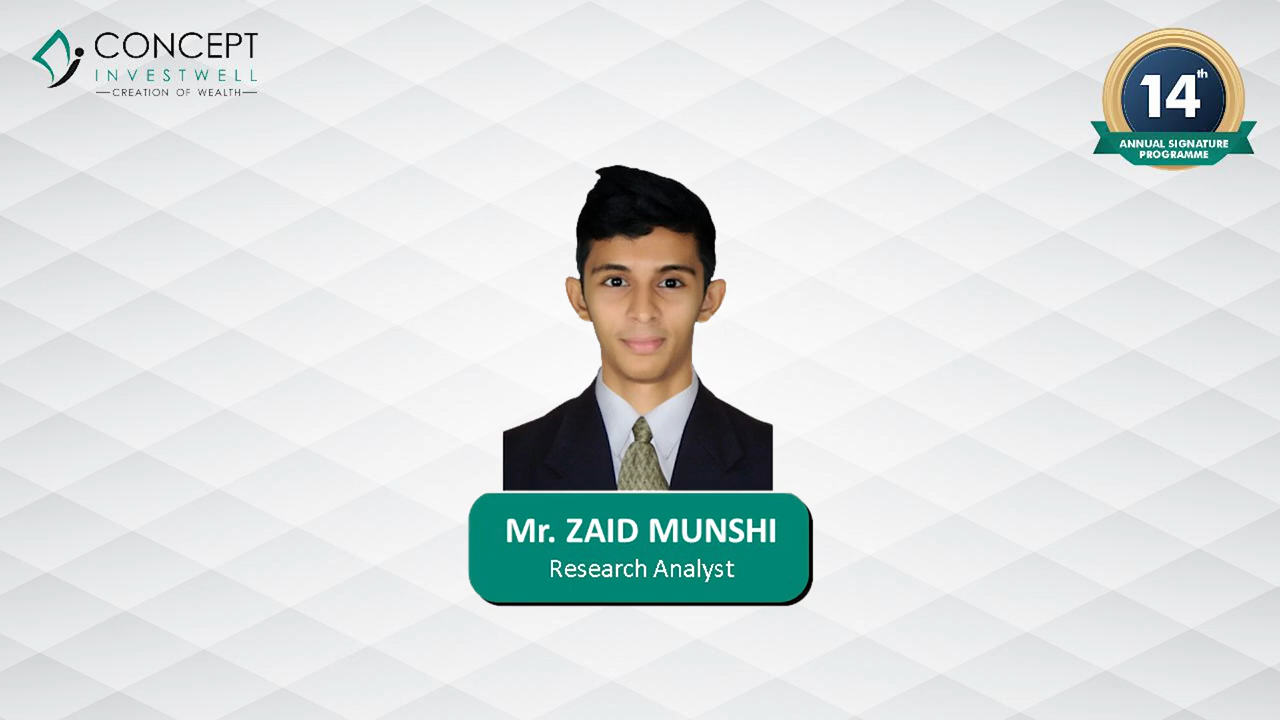 CONCEPT
INVESTWELL
CREATION OF WEALTH
14th
ANNUAL SIGNATURE
PROGRAMME
Mr. ZAID MUNSHI
Research Analyst